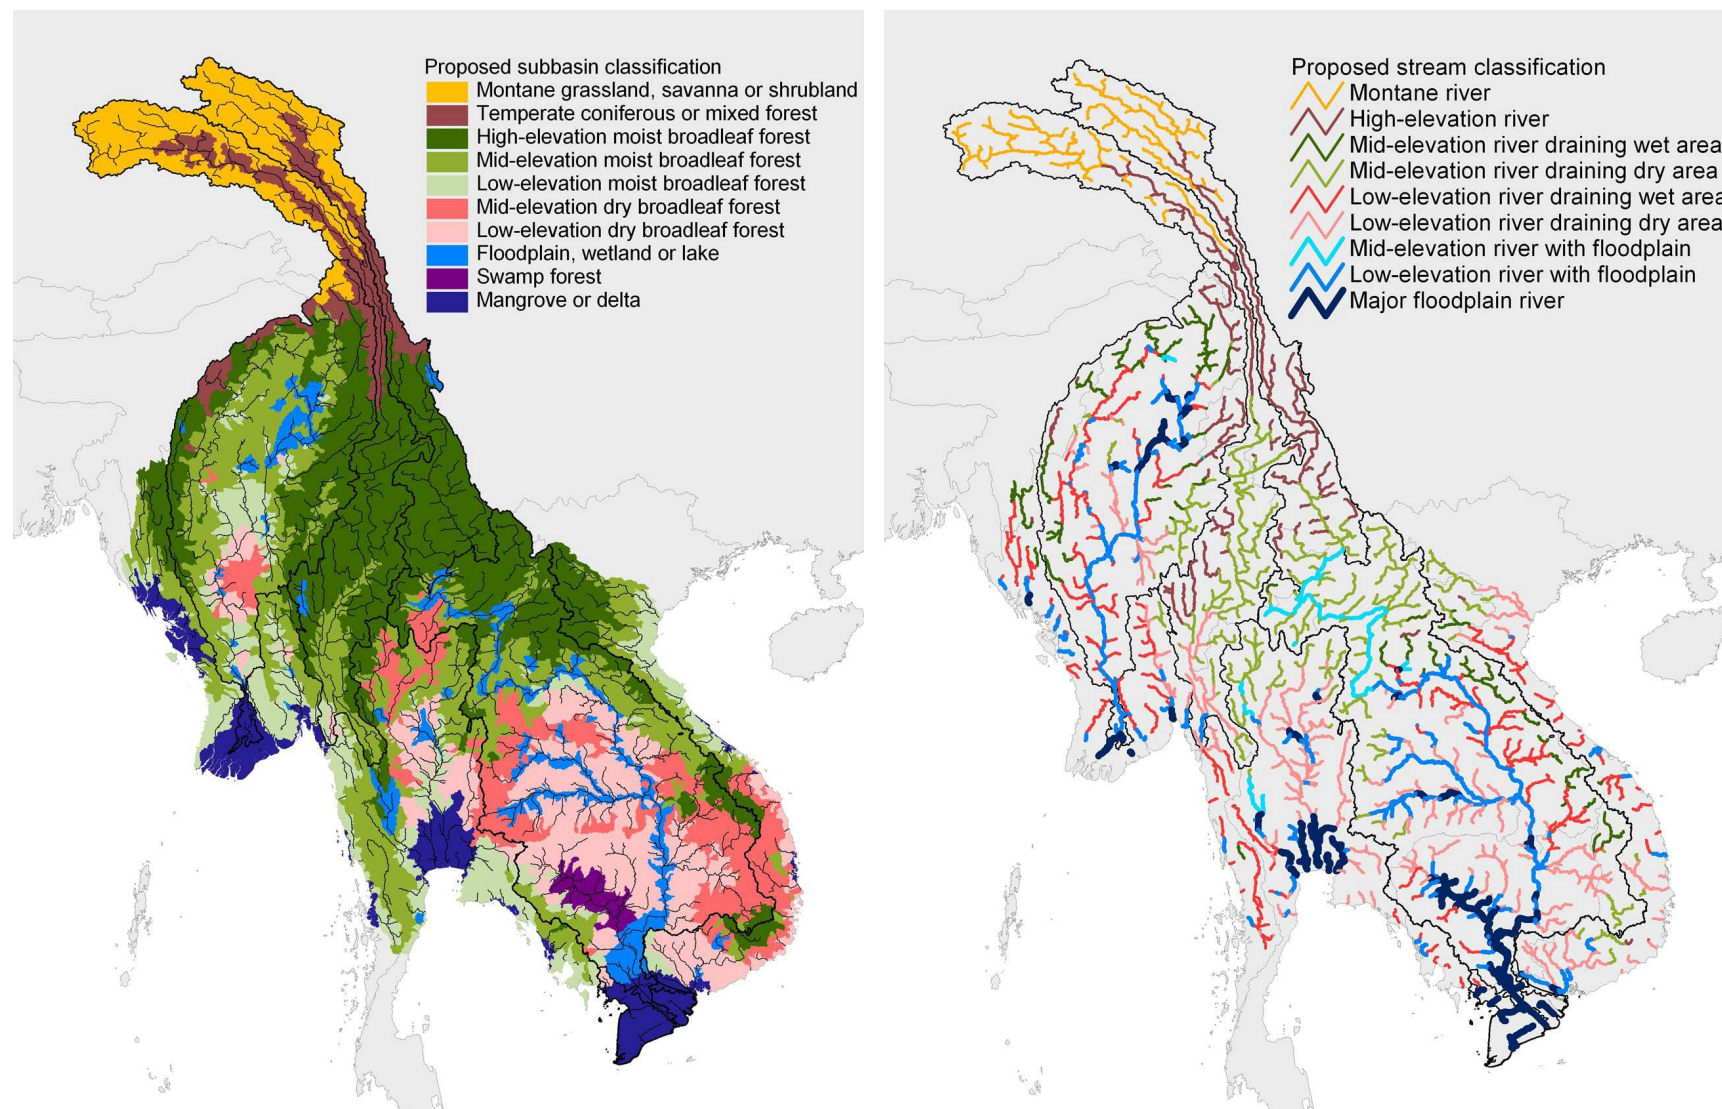 Proposed subbasin classification
Montane grassland, savanna or shrubland
Temperate coniferous or mixed forest
High-elevation moist broadleaf forest
Mid-elevation moist broadleaf forest
Low-elevation moist broadleaf forest
Mid-elevation dry broadleaf forest
Low-elevation dry broadleaf forest
Floodplain, wetland or lake
Swamp forest
Mangrove or delta
Proposed stream classification
Montane river
High-elevation river
Mid-elevation river draining wet area
Mid-elevation river draining dry area
Low-elevation river draining wet area
Low-elevation river draining dry area
Mid-elevation river with floodplain
Low-elevation river with floodplain
Major floodplain river